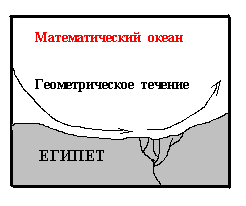 Математический океан
Геометрическое течение
ЕГИПЕТ